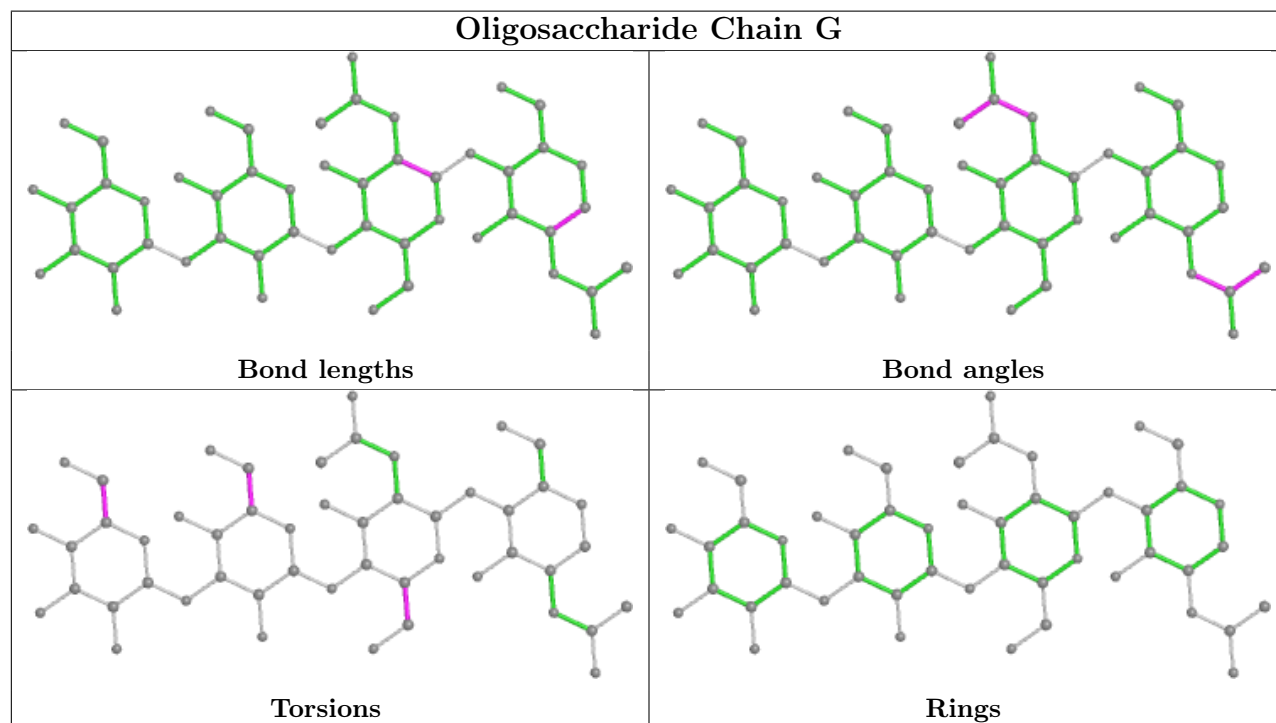 Oligosaccharide Chain G
Bond lengths
Bond angles
Torsions
Rings